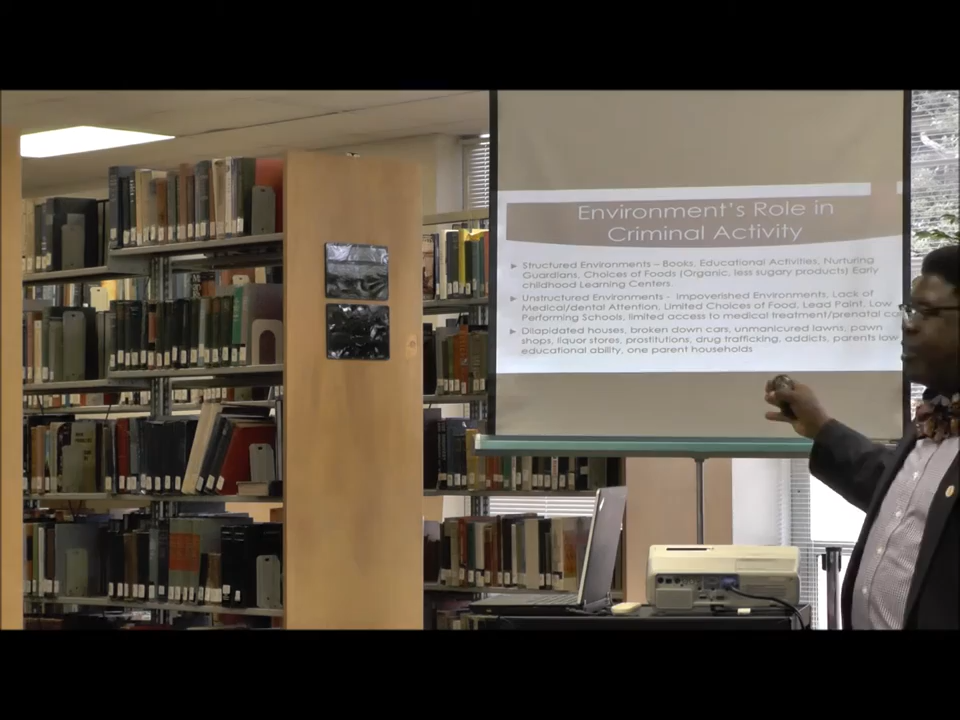 Environment's Role in
Criminal Activity
Structured Environments – Books, Educational Activities, Nurturing
Guardians, Choices of Foods (Organic, less sugary products) Early
childhood Learning Centers.
Unstructured Environments - Impoverished Environments, Lack of
Medical/dental Attention, Limited Choices of Food, Lead Paint, Low
Performing Schools, limited access to medical treatment/prenatal
Dilapidated houses, broken down cars, unmanicured lawns, pawn
shops, liquor stores, prostitutions, drug trafficking, addicts, parents low
educational ability, one parent households